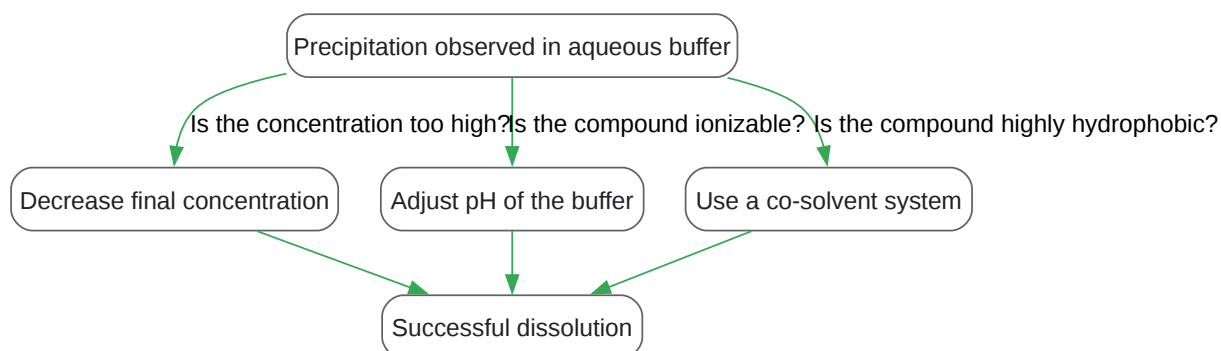 Precipitation observed in aqueous buffer
Is the concentration too high?
Is the compound ionizable?
Is the compound highly hydrophobic?
Decrease final concentration
Adjust pH of the buffer
Use a co-solvent system
Successful dissolution